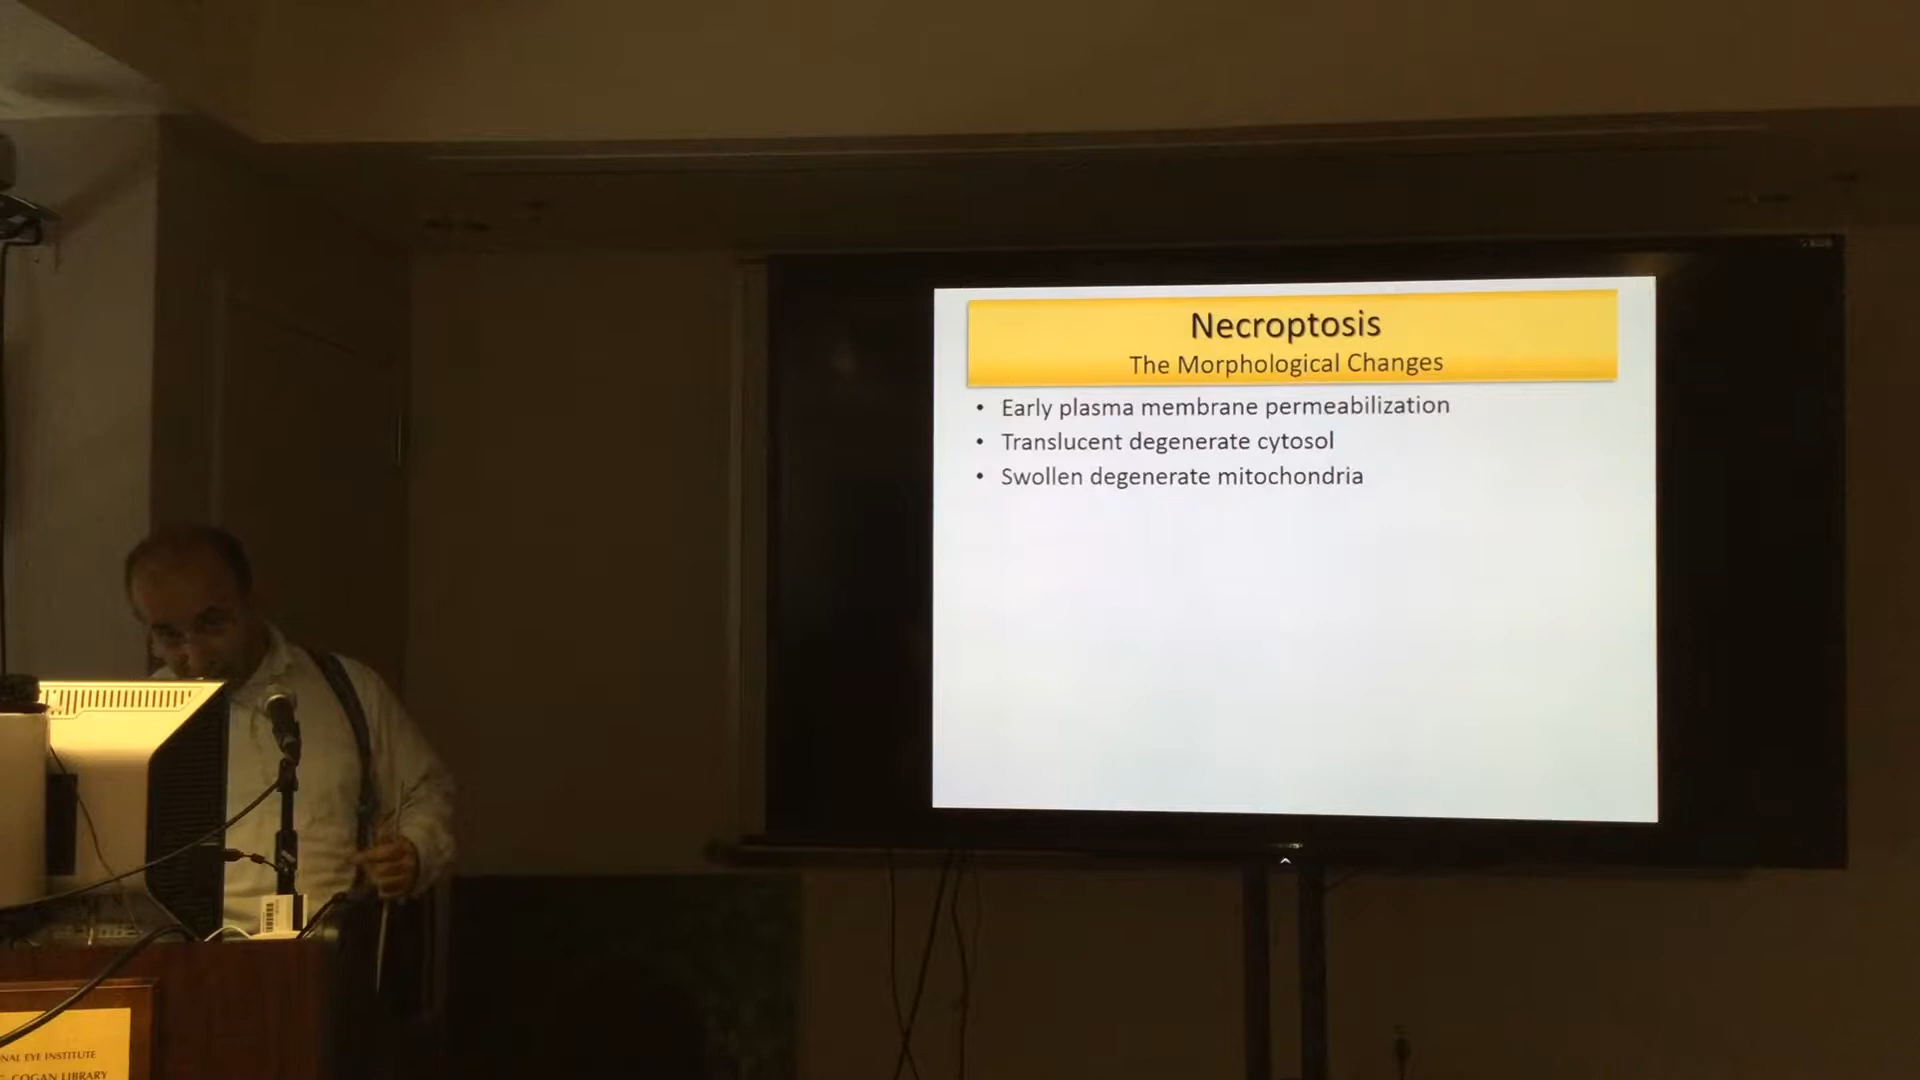 Necroptosis
The Morphological Changes
• Early plasma membrane permeabilization
• Translucent degenerate cytosol
• Swollen degenerate mitochondria
NAL EYE INSTITUTE
COGAN LIBRARY